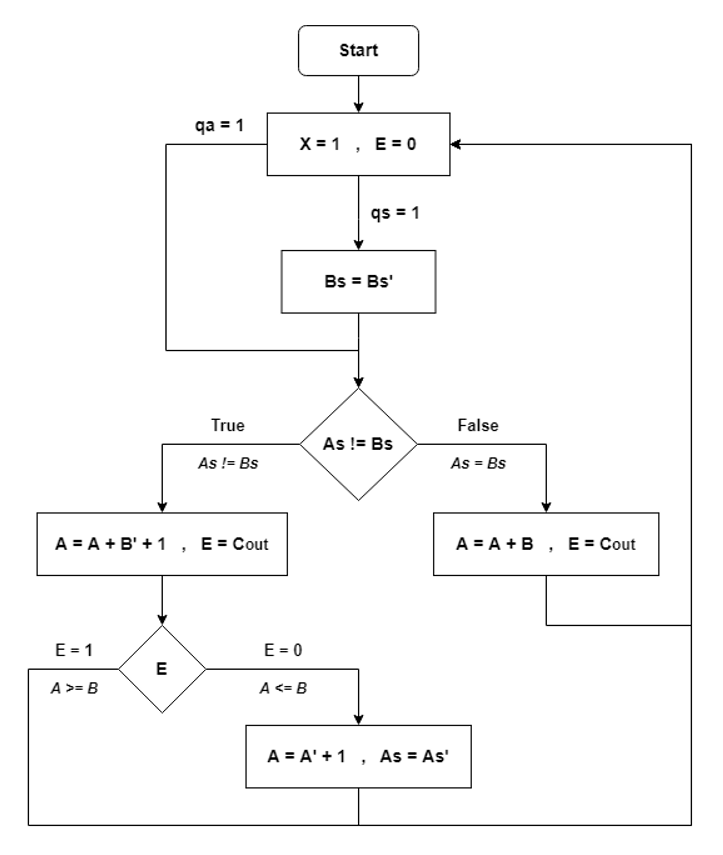 Start
qa = 1
X = 1 , E = 0
qs = 1
Bs = Bs'
True
As != Bs
False
As != Bs
As = Bs
A = A + B' + 1 , E = Cout
A = A + B , E = Cout
E = 1
E
E = 0
A >= B
A <= B
A = A' + 1 , As = As'